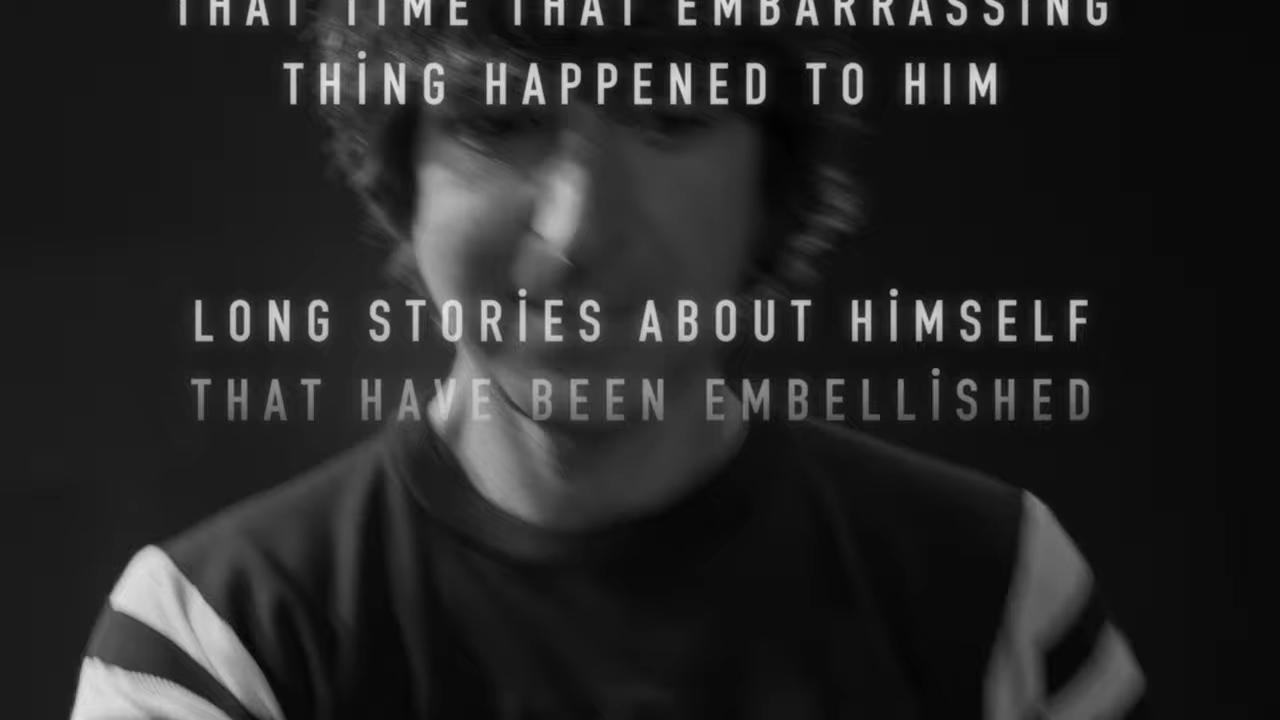 THAT TIME THAT EMBARRASSING
THİNG HAPPENED TO HIM
LONG STORİES ABOUT HİMSELF
THAT HAVE BEEN EMBELLİSHED